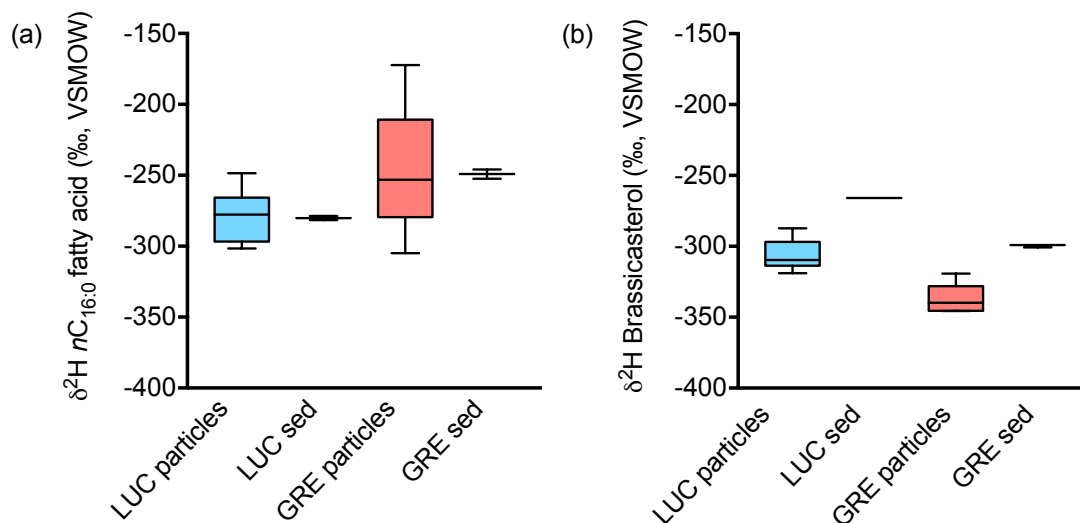 (a)
δ²H nC₁₆:₀ fatty acid (‰, VSMOW)
-150
-200
-250
-300
-350
-400
LUC particles
LUC sed
GRE particles
GRE sed
(b)
δ²H Brassicasterol (‰, VSMOW)
-150
-200
-250
-300
-350
-400
LUC particles
LUC sed
GRE particles
GRE sed